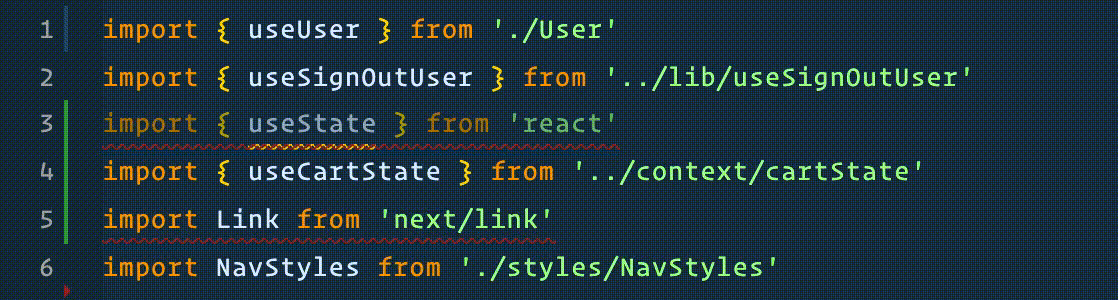 1 import { useUser } from './User'
2 import { useSignOutUser } from '../lib/useSignOutUser'
3 import { useState } from 'react'
4 import { useCartState } from '../context/cartState'
5 import Link from 'next/link'
6 import NavStyles from './styles/NavStyles'